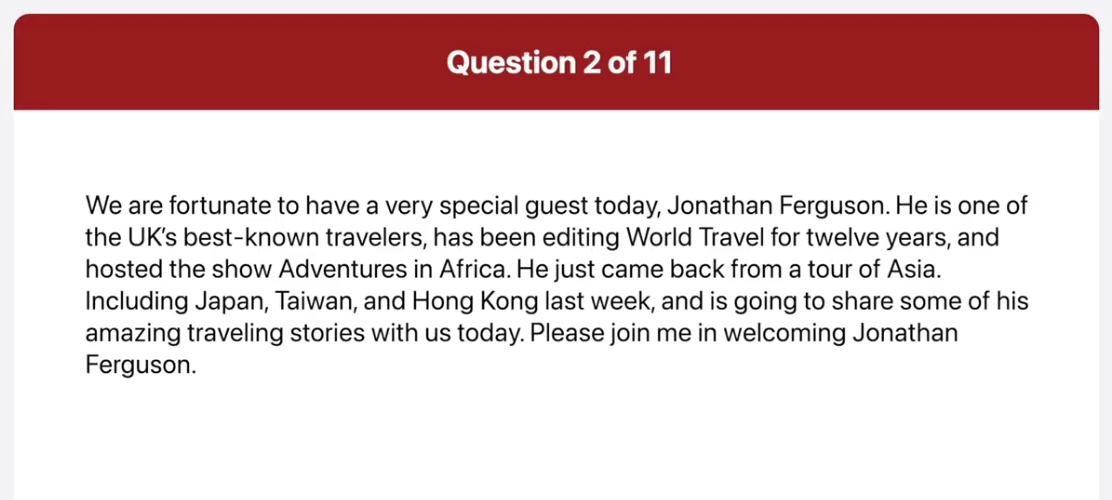 Question 2 of 11
We are fortunate to have a very special guest today, Jonathan Ferguson. He is one of
the UK's best-known travelers, has been editing World Travel for twelve years, and
hosted the show Adventures in Africa. He just came back from a tour of Asia.
Including Japan, Taiwan, and Hong Kong last week, and is going to share some of his
amazing traveling stories with us today. Please join me in welcoming Jonathan
Ferguson.